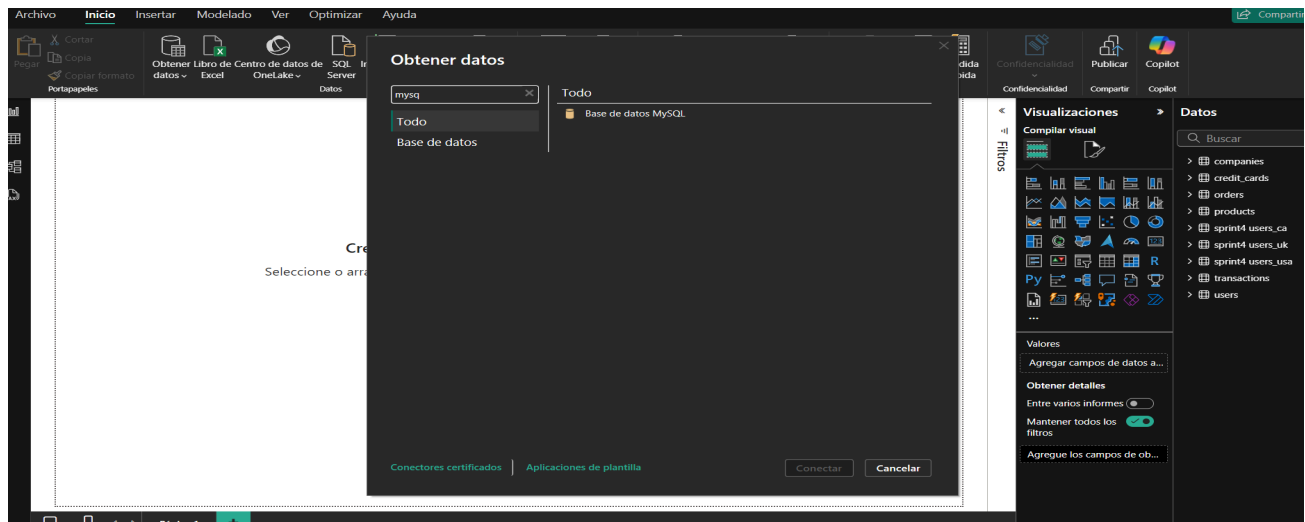 Archivo Inicio Insertar Modelado Ver Optimizar Ayuda Compartir
Pegar
Cortar
Copia
Copiar formato
Portapapeles
Obtener datos
Libro de Excel
Centro de datos de OneLake
SQL Server
Datos
Confidencialidad
Confidencialidad
Publicar
Compartir
Copilot
Copilot
Obtener datos
mysq
Todo
Base de datos
Todo
Base de datos MySQL
Conectores certificados
Aplicaciones de plantilla
Conectar
Cancelar
Seleccione o
Filtros
Visualizaciones
Compilar visual
R
Py
123
...
Valores
Agregar campos de datos a...
Obtener detalles
Entre varios informes
Mantener todos los
filtros
Agregue los campos de ob...
Datos
Buscar
companies
credit_cards
orders
products
sprint4 users_ca
sprint4 users_uk
sprint4 users_usa
transactions
users